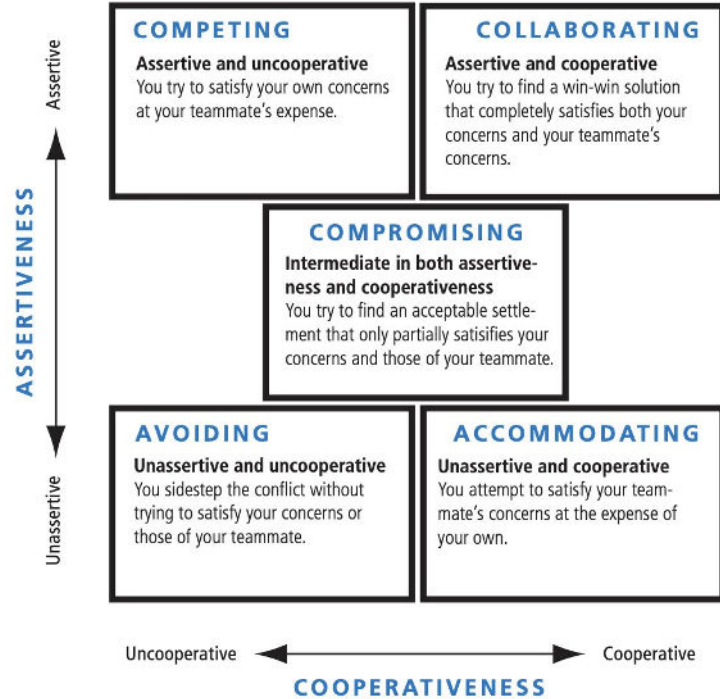 COMPETING
Assertive and uncooperative
You try to satisfy your own concerns
at your teammate's expense.
COLLABORATING
Assertive and cooperative
You try to find a win-win solution
that completely satisfies both your
concerns and your teammate's
concerns.
COMPROMISING
Intermediate in both assertive-
ness and cooperativeness
You try to find an acceptable settle-
ment that only partially satisifies your
concerns and those of your teammate.
AVOIDING
Unassertive and uncooperative
You sidestep the conflict without
trying to satisfy your concerns or
those of your teammate.
ACCOMMODATING
Unassertive and cooperative
You attempt to satisfy your team-
mate's concerns at the expense of
your own.
Assertive
ASSERTIVENESS
Unassertive
Uncooperative
Cooperative
COOPERATIVENESS